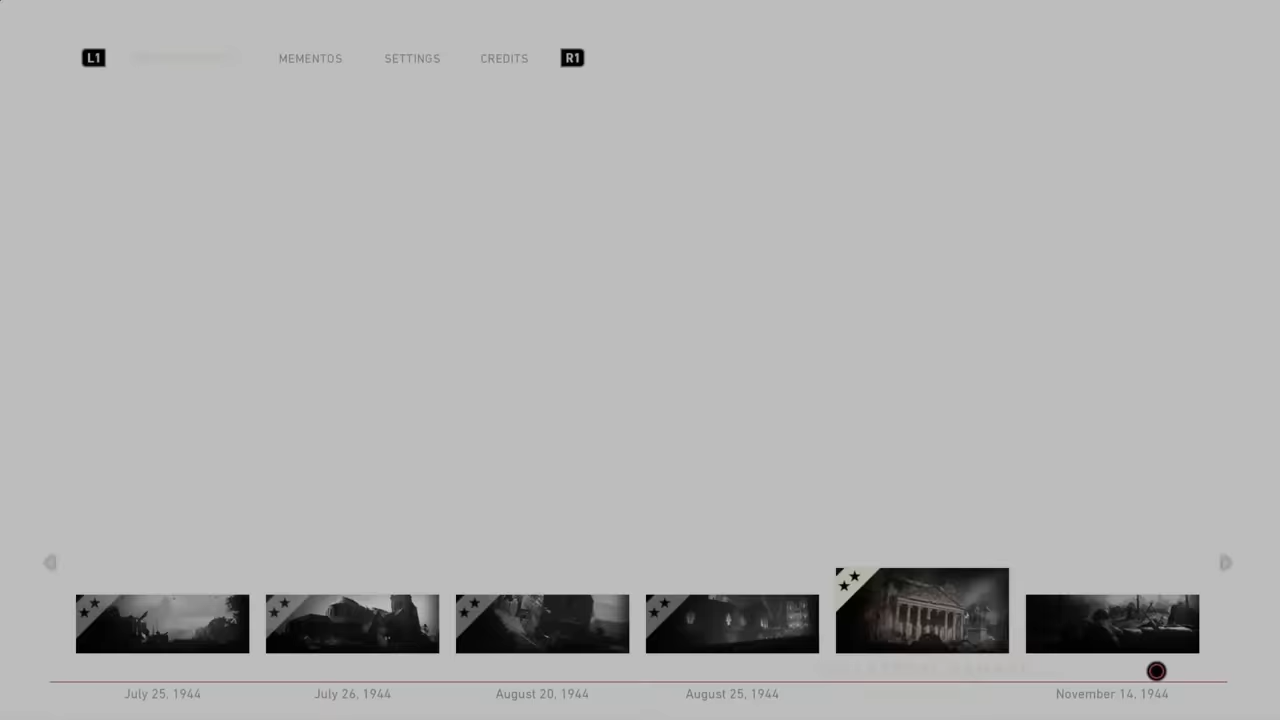 L1 MEMENTOS SETTINGS CREDITS R1
July 25, 1944 July 26, 1944 August 20, 1944 August 25, 1944 November 14, 1944